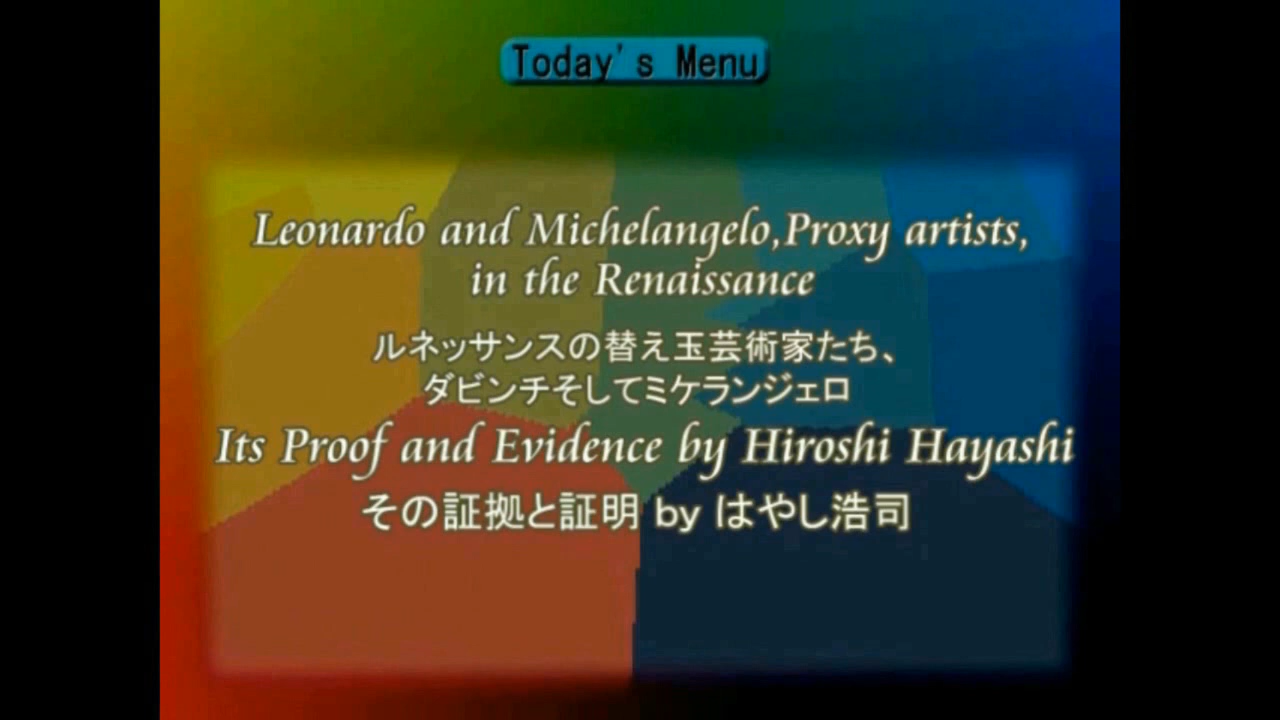 Today's Menu
Leonardo and Michelangelo,Proxy artists,
in the Renaissance
ルネッサンスの替え玉芸術家たち、
ダビンチそしてミケランジェロ
Its Proof and Evidence by Hiroshi Hayashi
その証拠と証明 by はやし浩司